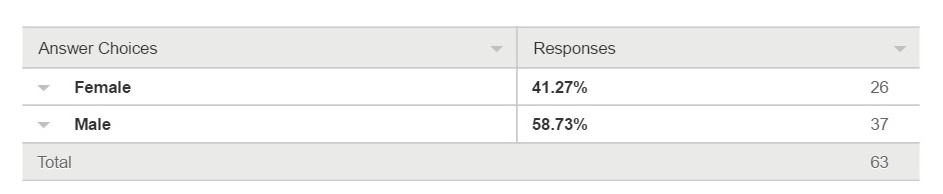 Answer Choices Responses
Female 41.27% 26
Male 58.73% 37
Total 63